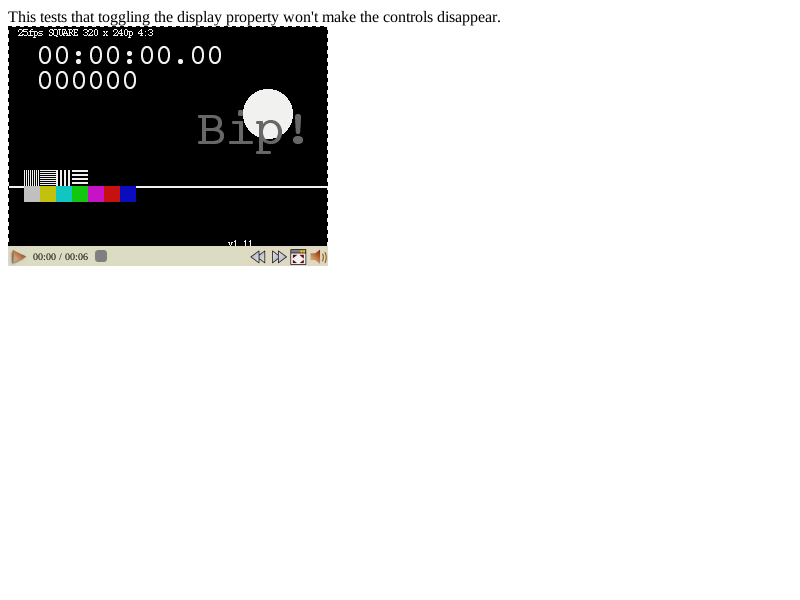 This tests that toggling the display property won't make the controls disappear.
25fps SQUARE 320 x 240p 4:3
00:00:00.00
000000
Bip!
v1.11
00:00 / 00:06